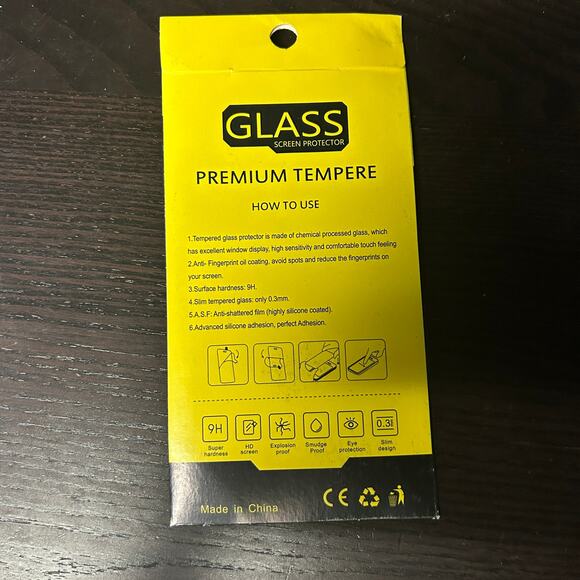 GLASS
SCREEN PROTECTOR
PREMIUM TEMPERE
HOW TO USE
1.Tempered glass protector is made of chemical processed glass, which
has excellent window display, high sensitivity and comfortable touch feeling
2.Anti- Fingerprint oil coating, avoid spots and reduce the fingerprints on
your screen.
3.Surface hardness: 9H.
4.Slim tempered glass: only 0.3mm.
5.A.S.F: Anti-shattered film (highly silicone coated).
6.Advanced silicone adhesion, perfect Adhesion.
9H HD 0.3
Super hardness
HD screen
Explosion proof
Smudge Proof
Eye protection
Slim design
Made in China
CE